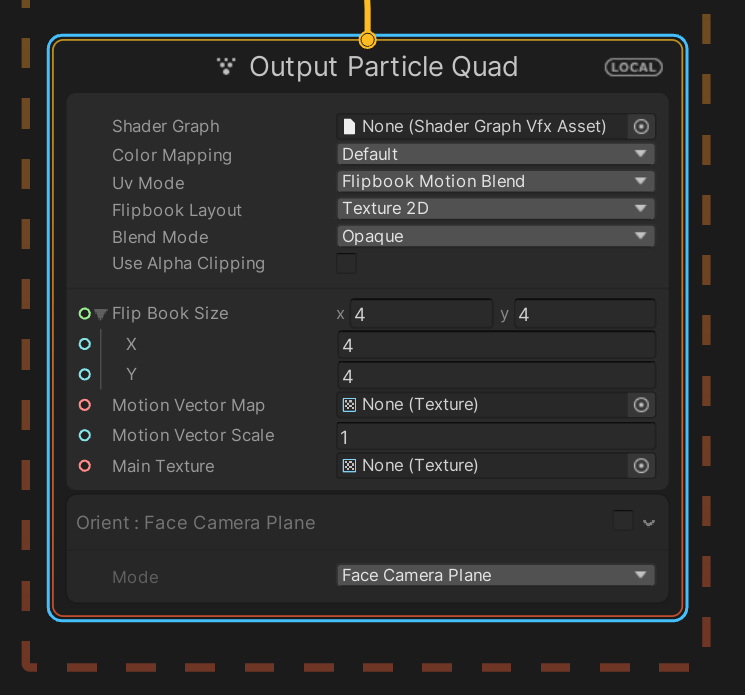 Output Particle Quad LOCAL
Shader Graph None (Shader Graph Vfx Asset)
Color Mapping Default
Uv Mode Flipbook Motion Blend
Flipbook Layout Texture 2D
Blend Mode Opaque
Use Alpha Clipping
Flip Book Size x 4 y 4
X 4
Y 4
Motion Vector Map None (Texture)
Motion Vector Scale 1
Main Texture None (Texture)
Orient : Face Camera Plane
Mode Face Camera Plane